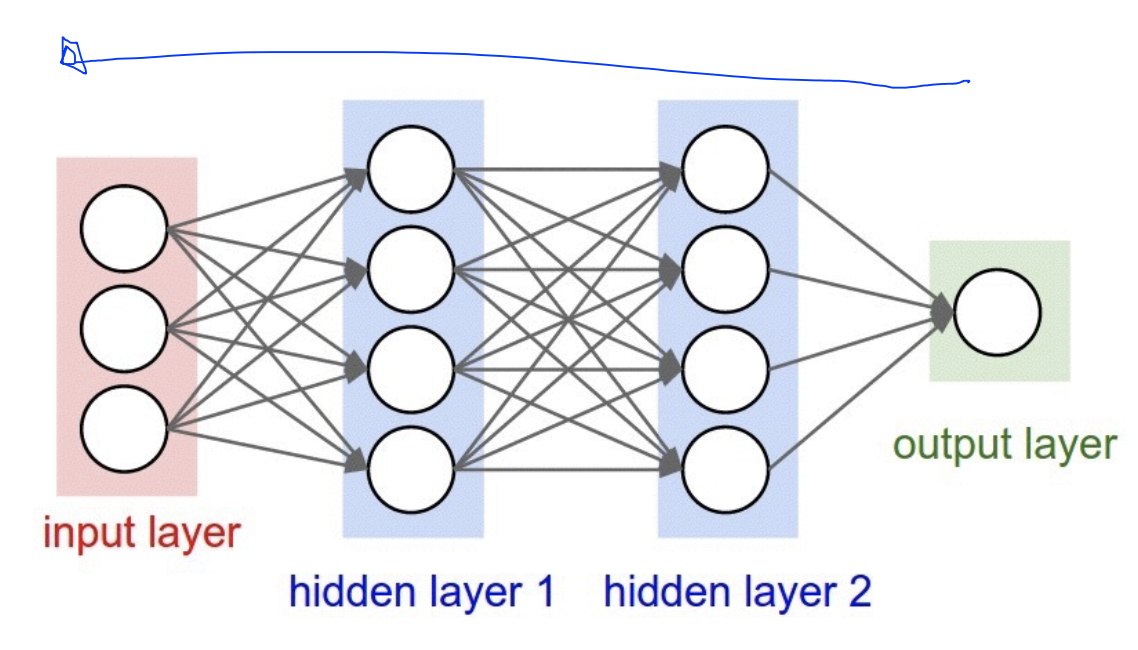 output layer
input layer
hidden layer 1
hidden layer 2